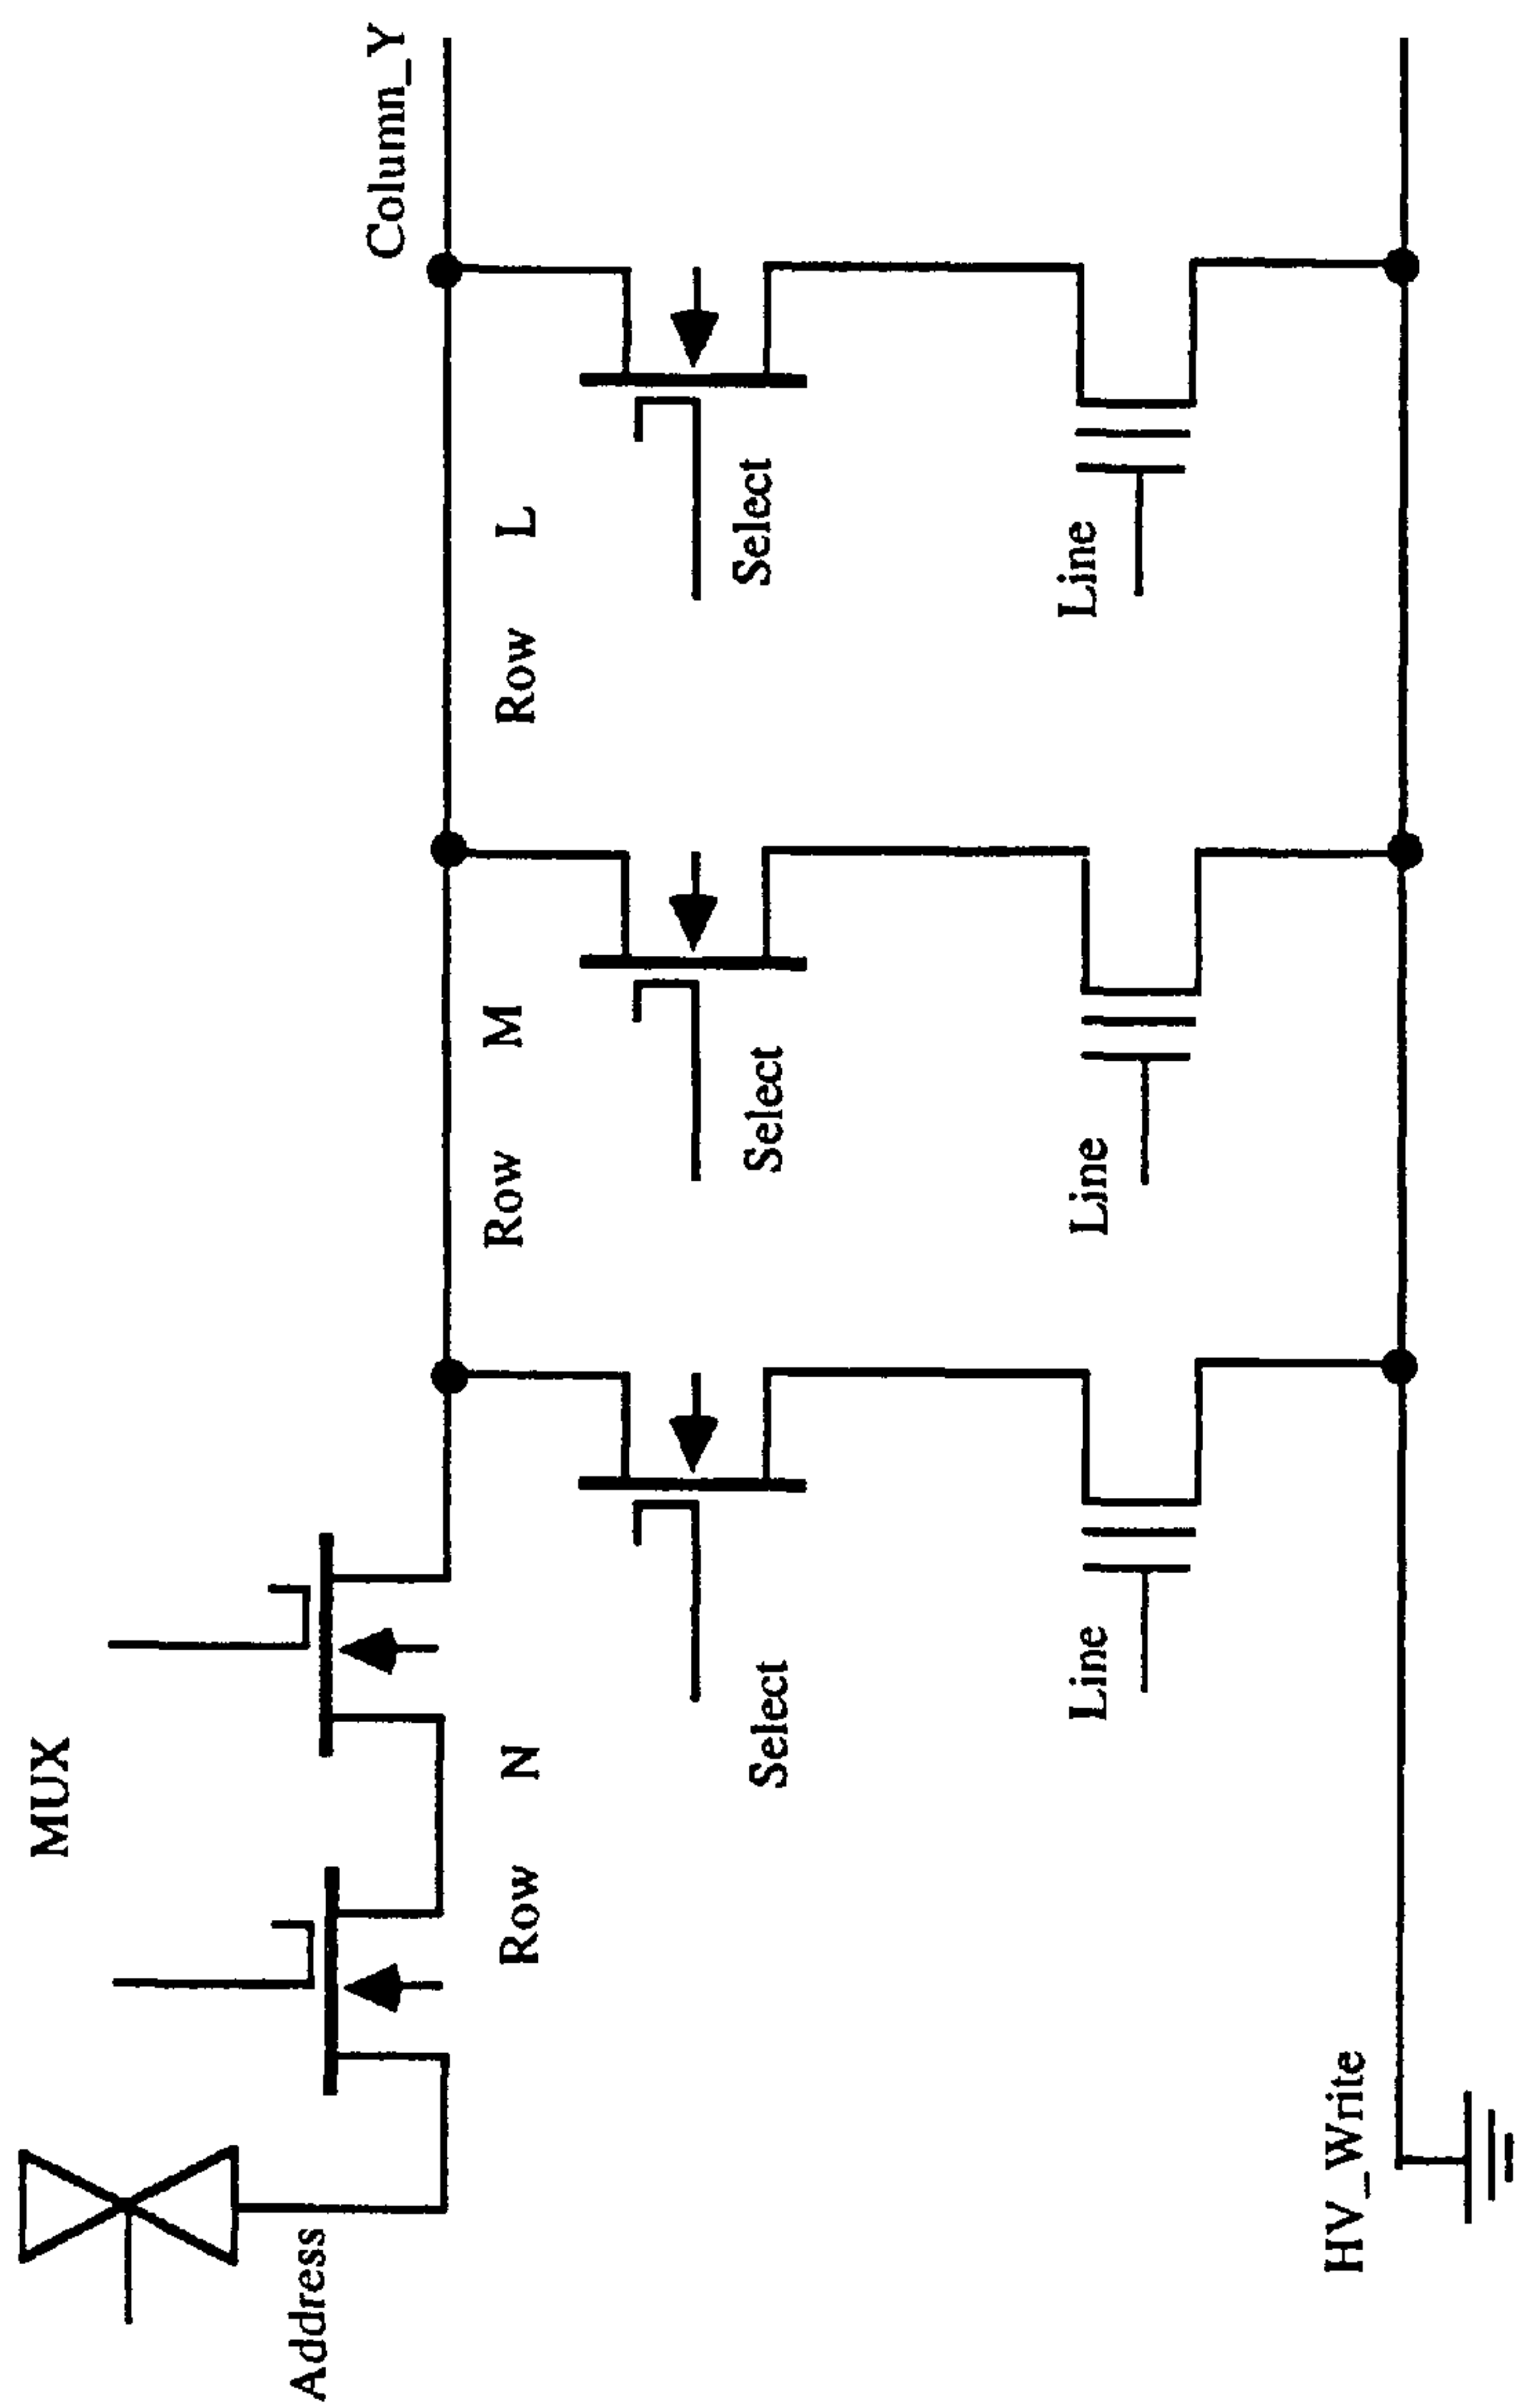 Address
MUX
Column_Y
Row N
Row M
Row L
Select
Select
Select
Line
Line
Line
HV_Write